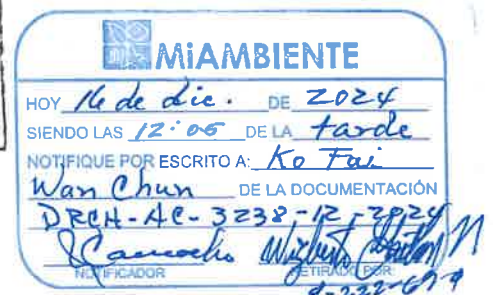 MiAMBIENTE
HOY 16 de dic. DE 2024
SIENDO LAS 12:06 DE LA tarde
NOTIFIQUE POR ESCRITO A: Ko Fai
Wan Chun DE LA DOCUMENTACIÓN
DRCH-AC-3238-12-2024
NOTIFICADOR RETIRADO POR: